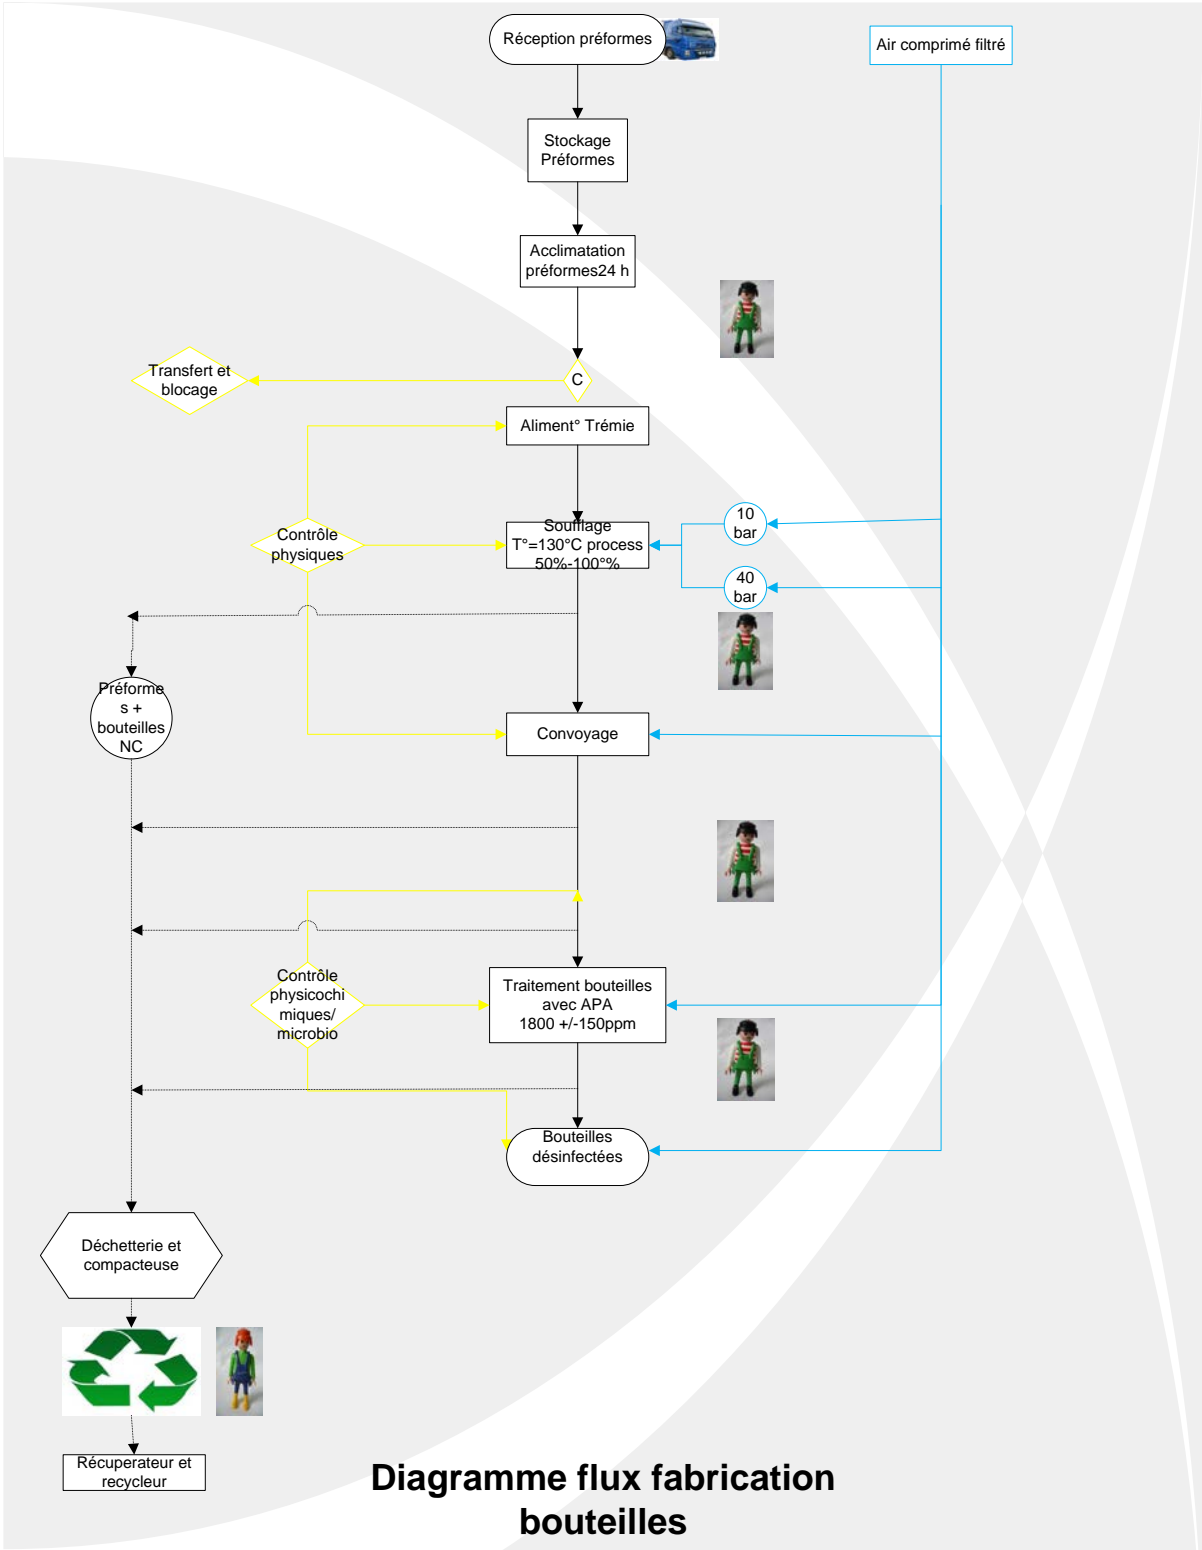 Réception préformes
Air comprimé filtré
Stockage
Préformes
Acclimatation
préformes24 h
Transfert et
blocage
C
Aliment° Trémie
10
bar
Contrôle
physiques
Soufflage
T°=130°C process
50%-100°%
40
bar
Préforme
s +
bouteilles
NC
Convoyage
Contrôle
physicochi
miques/
microbio
Traitement bouteilles
avec APA
1800 +/-150ppm
Bouteilles
désinfectées
Déchetterie et
compacteuse
Récuperateur et
recycleur
Diagramme flux fabrication
bouteilles